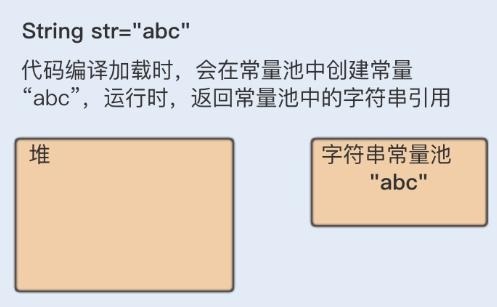 String str="abc"
代码编译加载时，会在常量池中创建常量
“abc”，运行时，返回常量池中的字符串引用
堆
字符串常量池
"abc"